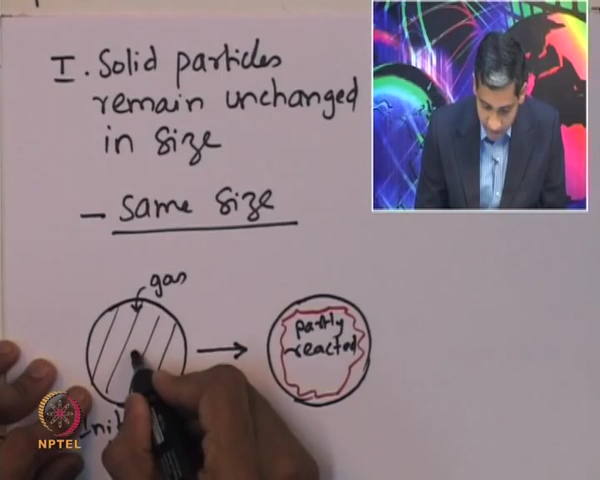 I. Solid particles
remain unchanged
in size
- same size
gas
partly
reacted
NPTEL